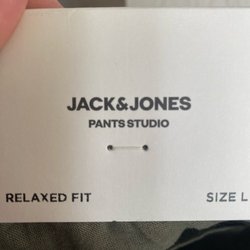 JACK&JONES
PANTS STUDIO
RELAXED FIT SIZE L